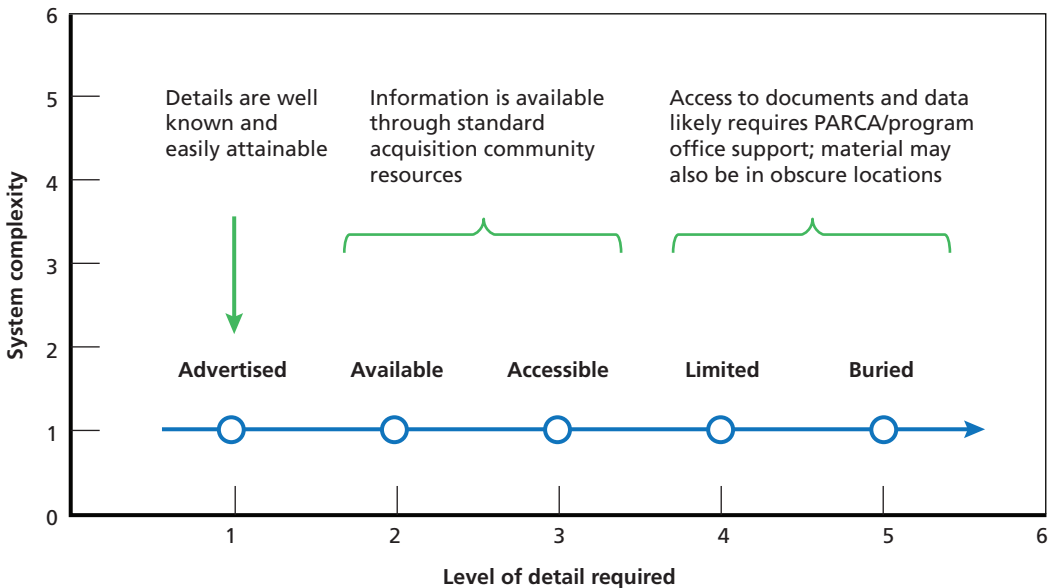 6
5
4
3
2
1
0
System complexity
Details are well
known and
easily attainable
Information is available
through standard
acquisition community
resources
Access to documents and data
likely requires PARCA/program
office support; material may
also be in obscure locations
Advertised
Available
Accessible
Limited
Buried
1
2
3
4
5
6
Level of detail required